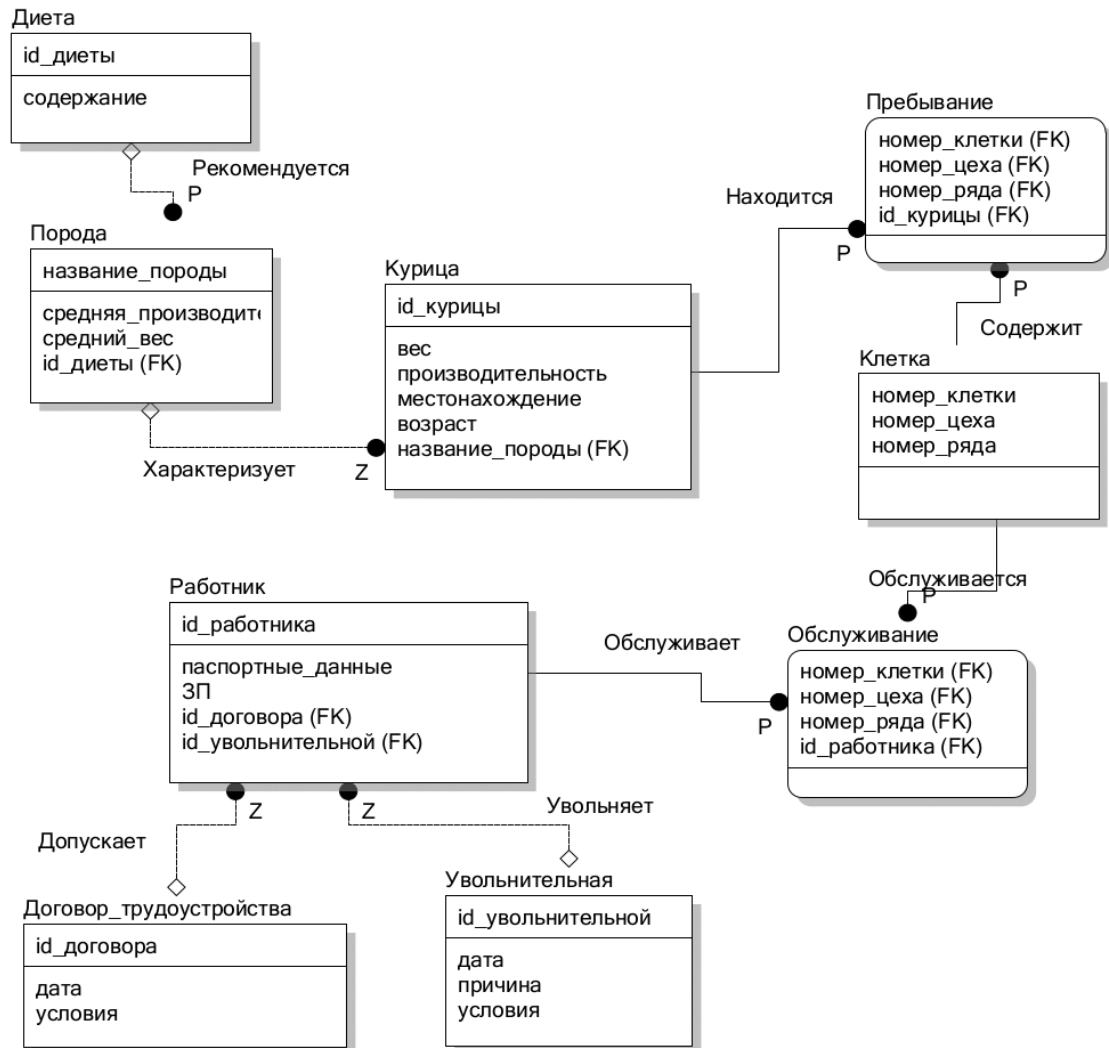 Диета
id_диеты
содержание
Рекомендуется
P
Порода
название_породы
средняя_производите
средний_вес
id_диеты (FK)
Характеризует
Z
Курица
id_курицы
вес
производительность
местонахождение
возраст
название_породы (FK)
Находится
P
Пребывание
номер_клетки (FK)
номер_цеха (FK)
номер_ряда (FK)
id_курицы (FK)
P
Содержит
Клетка
номер_клетки
номер_цеха
номер_ряда
Обслуживается
P
Работник
id_работника
паспортные_данные
ЗП
id_договора (FK)
id_увольнительной (FK)
Обслуживает
P
Обслуживание
номер_клетки (FK)
номер_цеха (FK)
номер_ряда (FK)
id_работника (FK)
Z
Допускает
Z
Увольняет
Договор_трудоустройства
id_договора
дата
условия
Увольнительная
id_увольнительной
дата
причина
условия